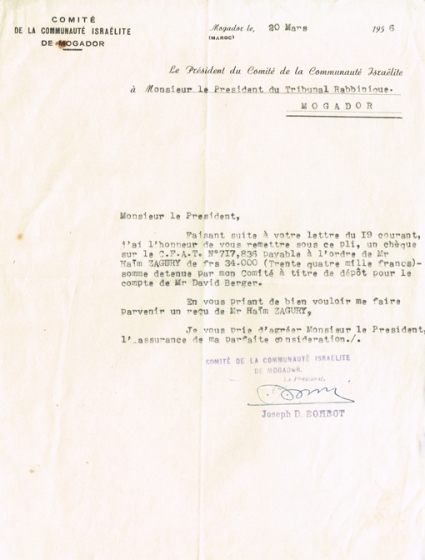 COMITÉ
DE LA COMMUNAUTÉ ISRAÉLITE
DE MOGADOR
Mogador le, 20 Mars 1956
(MAROC)
Le Président du Comité de la Communauté Israélite
à Monsieur le President du Tribunal Rabbinique.
MOGADOR
Monsieur le President,
Faisant suite à votre lettre du I9 courant,
j'ai l'honneur de vous remettre sous ce pli, un chèque
sur le C.F.A.T. N°717,836 payable à l'ordre de Mr
Haïm ZAGURY de frs 34.000 (Trente quatre mille francs)-
somme detenue par mon Comité à titre de dépôt pour le
compte de Mr David Berger.
En vous priant de bien vouloir me faire
parvenir un reçu de Mr Haïm ZAGURY,
Je vous prie d'agréer Monsieur le President,
l'assurance de ma parfaite consideration./.
COMITÉ DE LA COMMUNAUTÉ ISRAÉLITE
DE MOGADOR.
Le Président,
Joseph D.